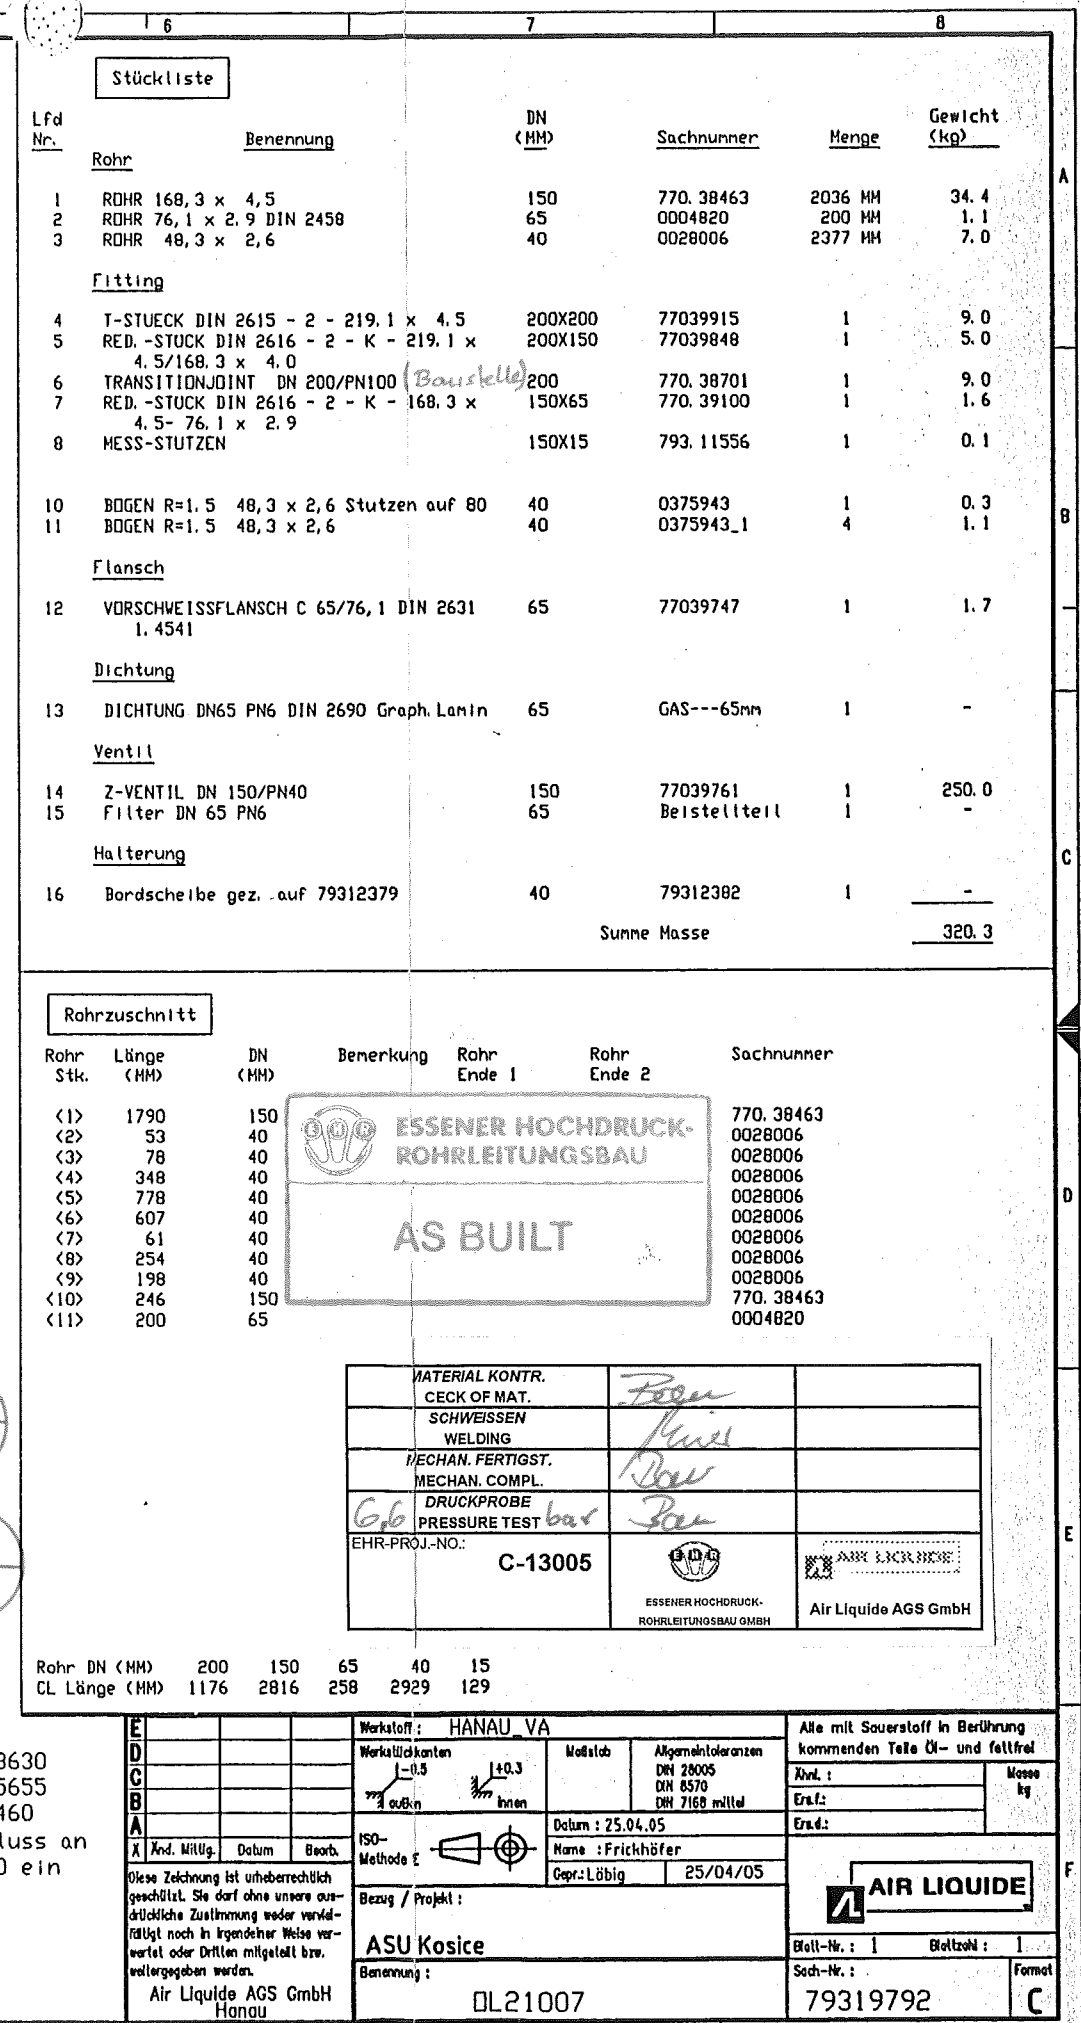 6 7 8
Stückliste
Lfd Nr. Benennung DN (MM) Sachnummer Menge Gewicht (kg)
Rohr
1 ROHR 168,3 x 4,5 150 770.38463 2036 MM 34.4
2 ROHR 76,1 x 2.9 DIN 2458 65 0004820 200 MM 1.1
3 ROHR 48,3 x 2,6 40 0028006 2377 MM 7.0
Fitting
4 T-STUECK DIN 2615 - 2 - 219.1 x 4.5 200X200 77039915 1 9.0
5 RED.-STUCK DIN 2616 - 2 - K - 219.1 x 200X150 77039848 1 5.0
4.5/168.3 x 4.0
6 TRANSITIONJOINT DN 200/PN100 (Baustelle) 200 770.38701 1 9.0
7 RED.-STUCK DIN 2616 - 2 - K - 168.3 x 150X65 770.39100 1 1.6
4.5- 76.1 x 2.9
8 MESS-STUTZEN 150X15 793.11556 1 0.1
10 BOGEN R=1.5 48,3 x 2,6 Stutzen auf 80 40 0375943 1 0.3
11 BOGEN R=1.5 48,3 x 2,6 40 0375943_1 4 1.1
Flansch
12 VORSCHWEISSFLANSCH C 65/76,1 DIN 2631 65 77039747 1 1.7
1.4541
Dichtung
13 DICHTUNG DN65 PN6 DIN 2690 Graph.Lamin 65 GAS---65mm 1 -
Ventil
14 Z-VENTIL DN 150/PN40 150 77039761 1 250.0
15 Filter DN 65 PN6 65 Beistellteil 1 -
Halterung
16 Bordscheibe gez. auf 79312379 40 79312382 1 -
Summe Masse 320.3
Rohrzuschnitt
Rohr Stk. Länge (MM) DN (MM) Bemerkung Rohr Ende 1 Rohr Ende 2 Sachnummer
<1> 1790 150 770.38463
<2> 53 40 0028006
<3> 78 40 0028006
<4> 348 40 0028006
<5> 778 40 0028006
<6> 607 40 0028006
<7> 61 40 0028006
<8> 254 40 0028006
<9> 198 40 0028006
<10> 246 150 770.38463
<11> 200 65 0004820
EHR
ESSENER HOCHDRUCK-
ROHRLEITUNGSBAU
AS BUILT
MATERIAL KONTR.
CECK OF MAT.
SCHWEISSEN
WELDING
MECHAN. FERTIGST.
MECHAN. COMPL.
DRUCKPROBE
6,6 PRESSURE TEST bar
EHR-PROJ.-NO.:
C-13005
EHR
ESSENER HOCHDRUCK-
ROHRLEITUNGSBAU GMBH
AIR LIQUIDE
Air Liquide AGS GmbH
Rohr DN (MM) 200 150 65 40 15
CL Länge (MM) 1176 2816 258 2929 129
3630
5655
460
luss an
0 ein
E
D
C
B
A
X Änd. Mittlg. Datum Bearb.
Diese Zeichnung ist urheberrechtlich
geschützt. Sie darf ohne unsere aus-
drückliche Zustimmung weder verviel-
fältigt noch in irgendeiner Weise ver-
wertet oder Dritten mitgeteilt bzw.
weitergegeben werden.
Air Liquide AGS GmbH
Hanau
Werkstoff : HANAU_VA
Werkstückkanten
-0.5 +0.3
außen innen
Maßstab
Allgemeintoleranzen
DIN 28005
DIN 8570
DIN 7168 mittel
ISO-
Methode E
Datum : 25.04.05
Name : Frickhöfer
Gepr.: Löbig 25/04/05
Bezug / Projekt :
ASU Kosice
Benennung :
OL21007
Alle mit Sauerstoff in Berührung
kommenden Teile Öl- und fettfrei
Ähnl. :
Ers.f.:
Ers.d.:
Masse
kg
AIR LIQUIDE
Blatt-Nr. : 1 Blattzahl : 1
Sach-Nr. :
79319792
Format
C
A
B
C
D
E
F